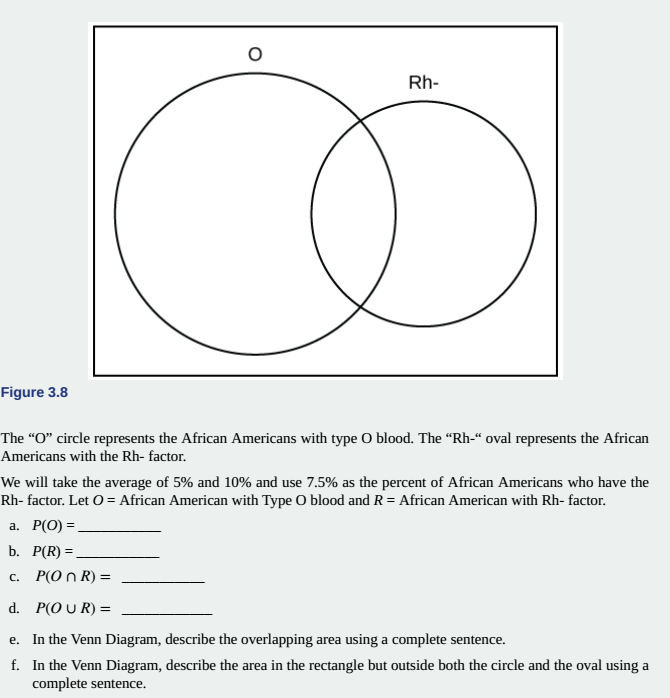 O
Rh-
Figure 3.8
The “O” circle represents the African Americans with type O blood. The “Rh-“ oval represents the African
Americans with the Rh- factor.
We will take the average of 5% and 10% and use 7.5% as the percent of African Americans who have the
Rh- factor. Let O = African American with Type O blood and R = African American with Rh- factor.
a. P(O) = ___________
b. P(R) = ___________
c. P(O ∩ R) = ___________
d. P(O ∪ R) = ____________
e. In the Venn Diagram, describe the overlapping area using a complete sentence.
f. In the Venn Diagram, describe the area in the rectangle but outside both the circle and the oval using a
complete sentence.